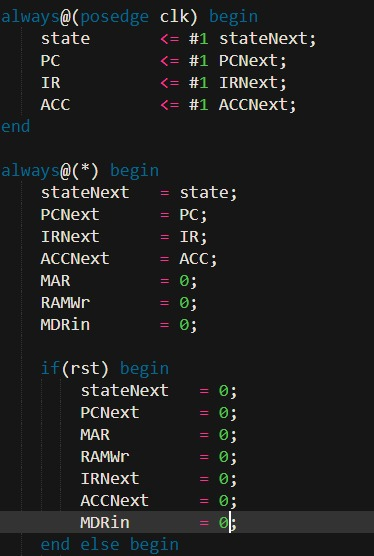 always@(posedge clk) begin
    state       <= #1 stateNext;
    PC          <= #1 PCNext;
    IR          <= #1 IRNext;
    ACC         <= #1 ACCNext;
end

always@(*) begin
    stateNext   = state;
    PCNext      = PC;
    IRNext      = IR;
    ACCNext     = ACC;
    MAR         = 0;
    RAMWr       = 0;
    MDRin       = 0;

    if(rst) begin
        stateNext   = 0;
        PCNext      = 0;
        MAR         = 0;
        RAMWr       = 0;
        IRNext      = 0;
        ACCNext     = 0;
        MDRin       = 0;
    end else begin